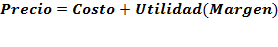 Precio = Costo + Utilidad(Margen)